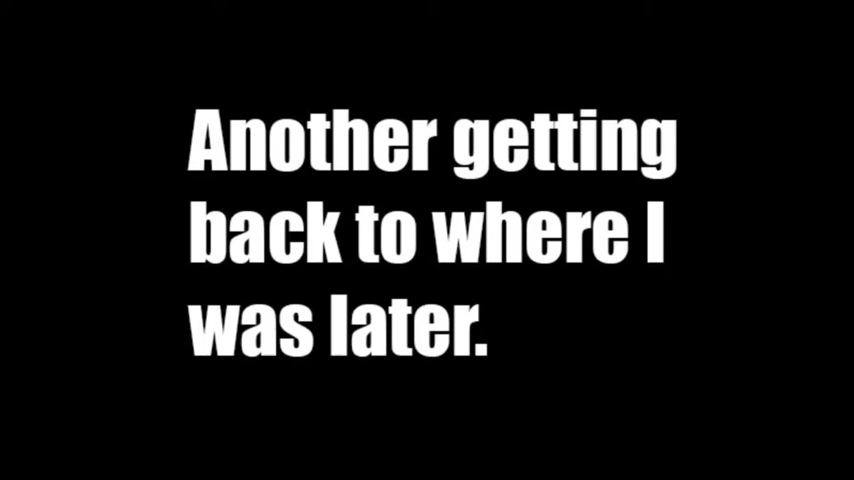 Another getting
back to where I
was later.